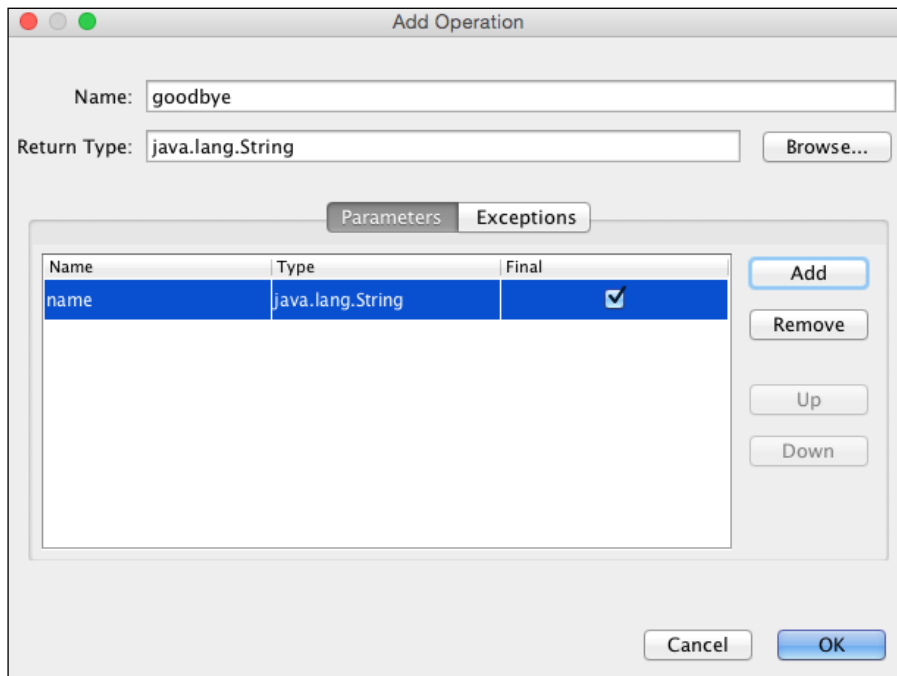 Add Operation
Name: goodbye
Return Type: java.lang.String Browse...
Parameters Exceptions
Name Type Final
name java.lang.String
Add
Remove
Up
Down
Cancel OK